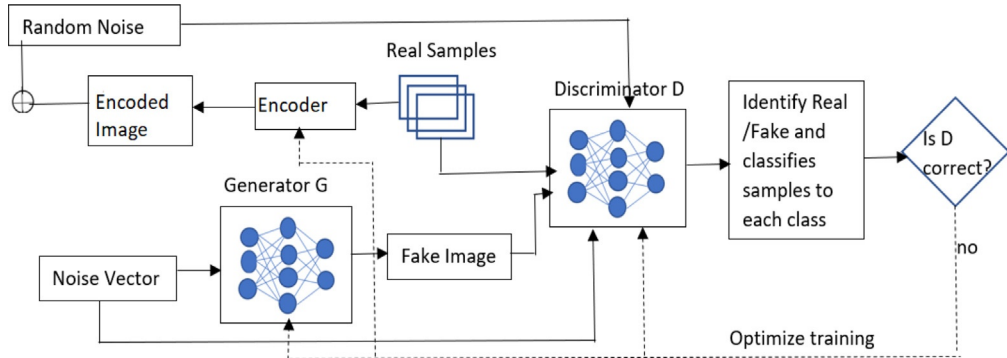 Random Noise
Real Samples
Discriminator D
Encoded
Image
Encoder
Identify Real
/Fake and
classifies
samples to
each class
Is D
correct?
Generator G
Noise Vector
Fake Image
no
Optimize training